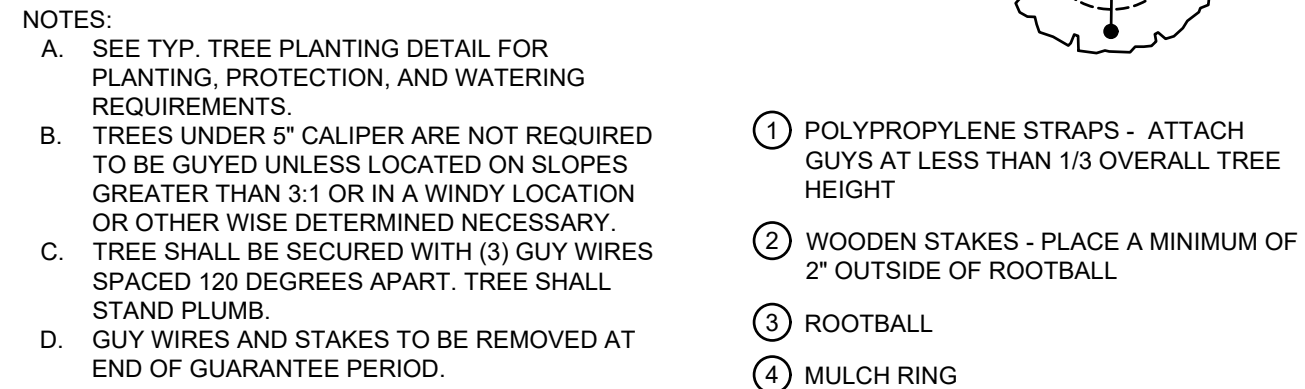 NOTES:
A. SEE TYP. TREE PLANTING DETAIL FOR
PLANTING, PROTECTION, AND WATERING
REQUIREMENTS.
B. TREES UNDER 5" CALIPER ARE NOT REQUIRED
TO BE GUYED UNLESS LOCATED ON SLOPES
GREATER THAN 3:1 OR IN A WINDY LOCATION
OR OTHER WISE DETERMINED NECESSARY.
C. TREE SHALL BE SECURED WITH (3) GUY WIRES
SPACED 120 DEGREES APART. TREE SHALL
STAND PLUMB.
D. GUY WIRES AND STAKES TO BE REMOVED AT
END OF GUARANTEE PERIOD.
1 POLYPROPYLENE STRAPS - ATTACH
GUYS AT LESS THAN 1/3 OVERALL TREE
HEIGHT
2 WOODEN STAKES - PLACE A MINIMUM OF
2" OUTSIDE OF ROOTBALL
3 ROOTBALL
4 MULCH RING